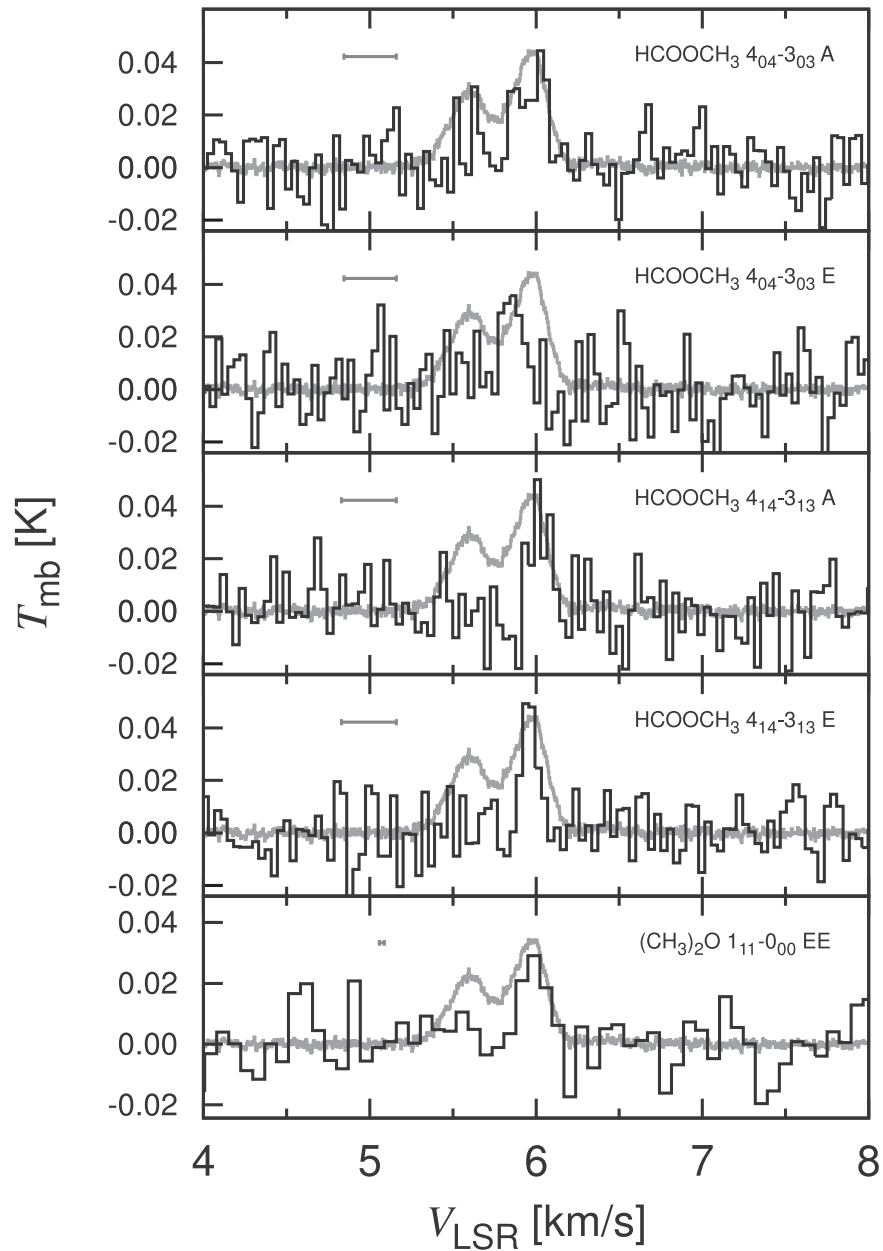 0.04
0.02
0.00
-0.02
HCOOCH₃ 4₀₄-3₀₃ A
0.04
0.02
0.00
-0.02
HCOOCH₃ 4₀₄-3₀₃ E
0.04
0.02
0.00
-0.02
HCOOCH₃ 4₁₄-3₁₃ A
0.04
0.02
0.00
-0.02
HCOOCH₃ 4₁₄-3₁₃ E
0.04
0.02
0.00
-0.02
(CH₃)₂O 1₁₁-0₀₀ EE
T_mb [K]
4 5 6 7 8
V_LSR [km/s]